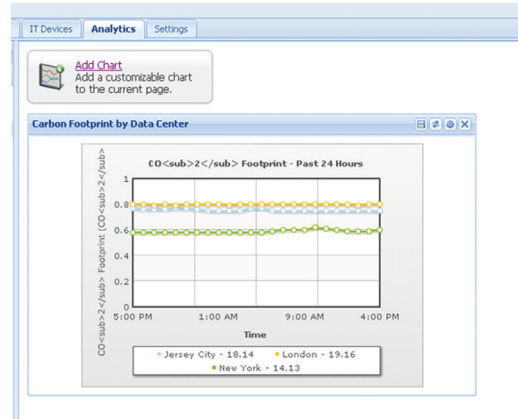 IT Devices Analytics Settings
Add Chart
Add a customizable chart
to the current page.
Carbon Footprint by Data Center
CO<sub>2</sub> Footprint - Past 24 Hours
CO<sub>2</sub> Footprint (CO<sub>2</sub>
1
0.8
0.6
0.4
0.2
0
5:00 PM 1:00 AM 9:00 AM 4:00 PM
Time
Jersey City - 18.14 London - 19.16
New York - 14.13